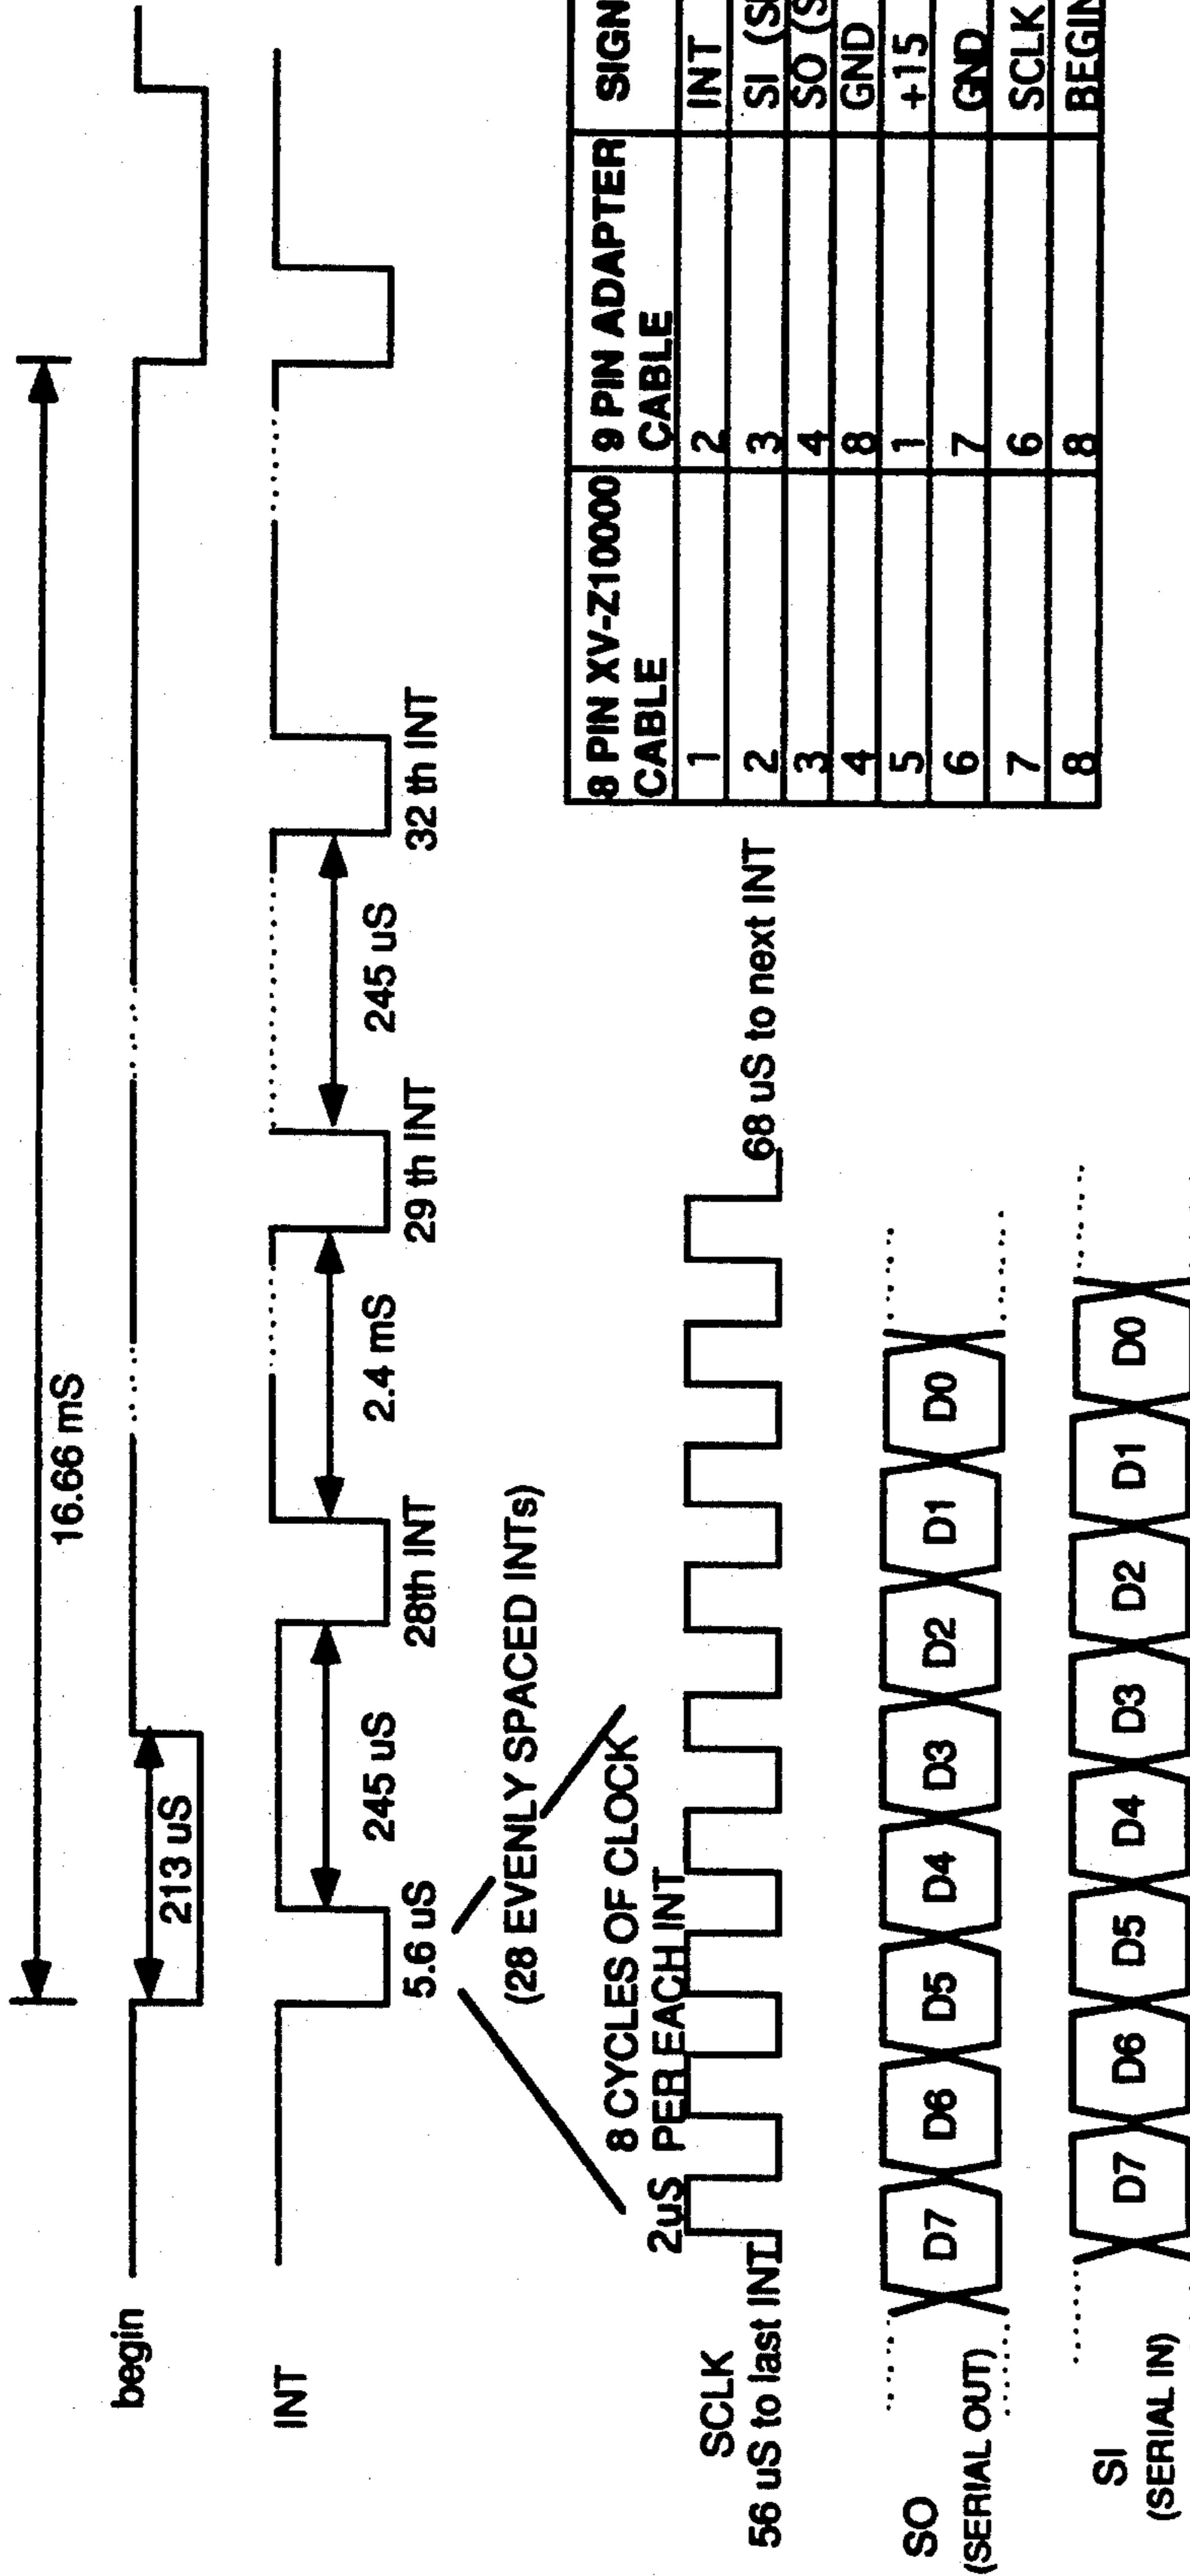 16.66 mS
begin
213 uS
INT
5.6 uS
245 uS
28th INT
2.4 mS
29 th INT
245 uS
32 th INT
(28 EVENLY SPACED INTs)
8 CYCLES OF CLOCK
PER EACH INT
2uS
SCLK
56 uS to last INT
68 uS to next INT
SO
(SERIAL OUT)
D7 D6 D5 D4 D3 D2 D1 D0
SI
(SERIAL IN)
D7 D6 D5 D4 D3 D2 D1 D0
8 PIN XV-Z10000 9 PIN ADAPTER
CABLE CABLE
1 2 INT
2 3 SI
3 4 SO
4 8 GND
5 1 +15
6 7 GND
7 6 SCLK
8 8